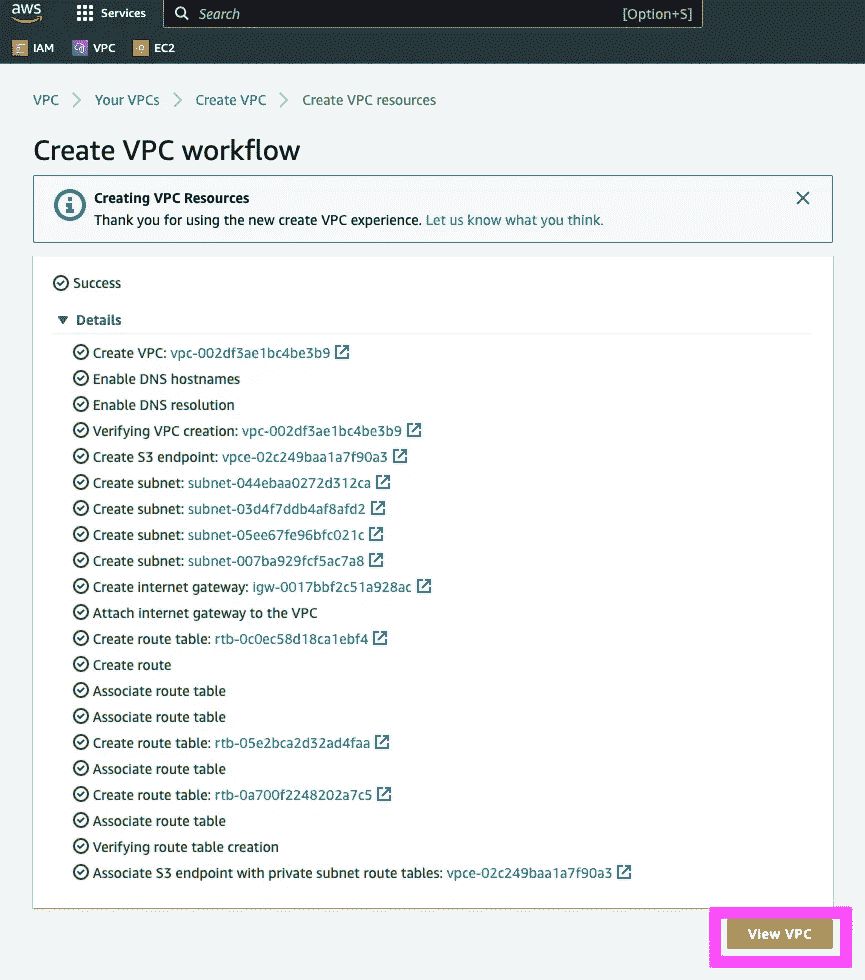 aws
Services
Search
[Option+S]
IAM
VPC
EC2
VPC > Your VPCs > Create VPC > Create VPC resources
Create VPC workflow
Creating VPC Resources
Thank you for using the new create VPC experience. Let us know what you think.
Success
Details
Create VPC: vpc-002df3ae1bc4be3b9
Enable DNS hostnames
Enable DNS resolution
Verifying VPC creation: vpc-002df3ae1bc4be3b9
Create S3 endpoint: vpce-02c249baa1a7f90a3
Create subnet: subnet-044ebaa0272d312ca
Create subnet: subnet-03d4f7ddb4af8afd2
Create subnet: subnet-05ee67fe96bfc021c
Create subnet: subnet-007ba929fcf5ac7a8
Create internet gateway: igw-0017bbf2c51a928ac
Attach internet gateway to the VPC
Create route table: rtb-0c0ec58d18ca1ebf4
Create route
Associate route table
Associate route table
Create route table: rtb-05e2bca2d32ad4faa
Associate route table
Create route table: rtb-0a700f2248202a7c5
Associate route table
Verifying route table creation
Associate S3 endpoint with private subnet route tables: vpce-02c249baa1a7f90a3
View VPC